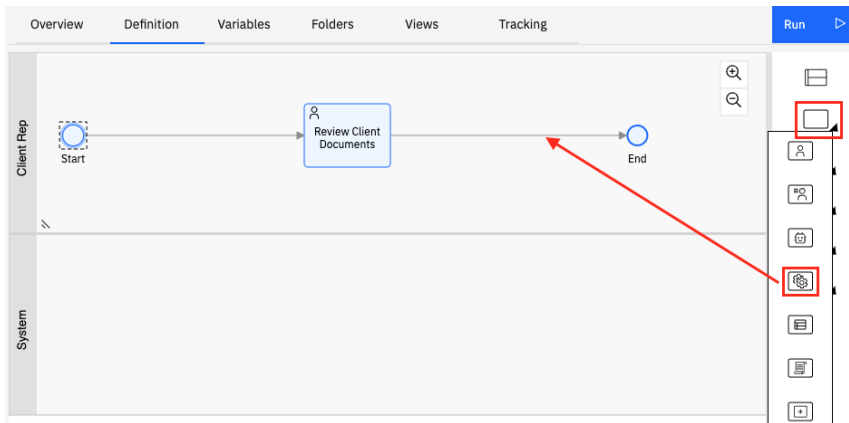 Overview Definition Variables Folders Views Tracking Run
Client Rep
Start
Review Client
Documents
End
System